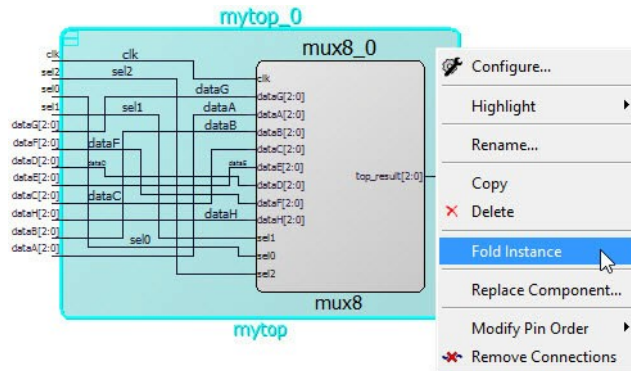 mytop_0
mux8_0
clk
sel2
sel0
sel1
dataG[2:0]
dataF[2:0]
dataD[2:0]
dataE[2:0]
dataC[2:0]
dataH[2:0]
dataB[2:0]
dataA[2:0]
clk
sel2
dataG
sel1
dataA
dataB
dataF
dataD
dataE
dataC
dataH
sel0
clk
dataG[2:0]
dataA[2:0]
dataB[2:0]
dataC[2:0]
dataE[2:0]
dataD[2:0]
dataF[2:0]
dataH[2:0]
sel1
sel0
sel2
top_result[2:0]
mux8
mytop
Configure...
Highlight
Rename...
Copy
Delete
Fold Instance
Replace Component...
Modify Pin Order
Remove Connections